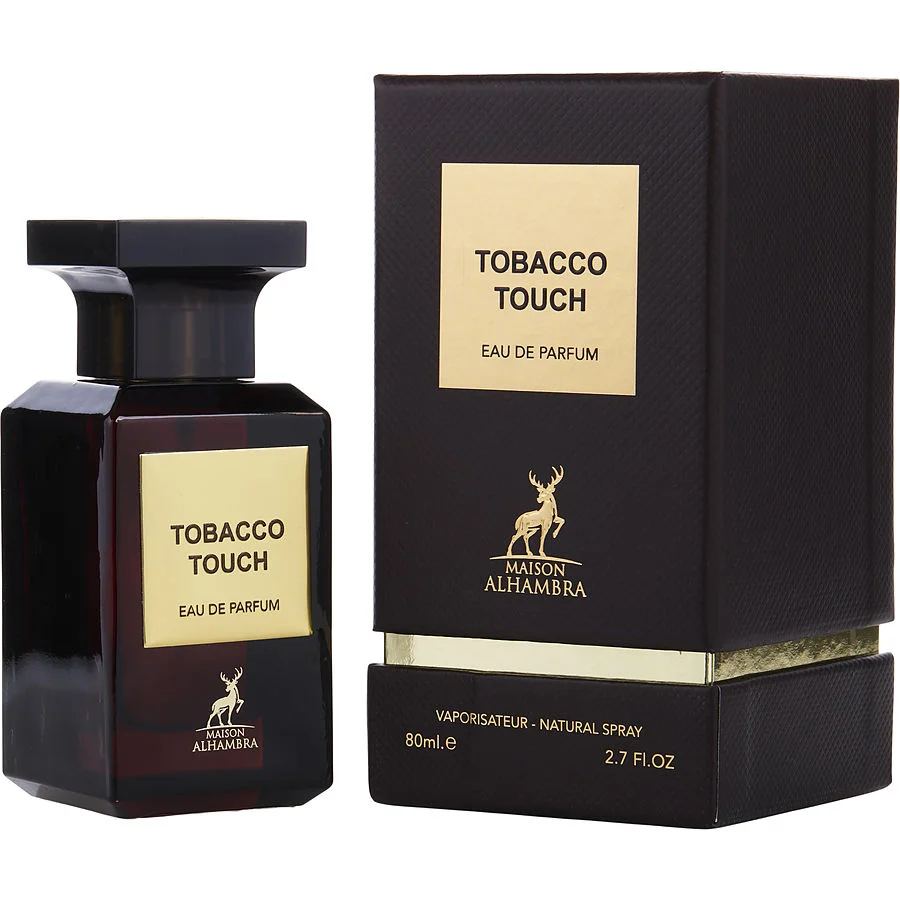 TOBACCO
TOUCH
EAU DE PARFUM
MAISON
ALHAMBRA
TOBACCO
TOUCH
EAU DE PARFUM
MAISON
ALHAMBRA
VAPORISATEUR - NATURAL SPRAY
80ml.e
2.7 Fl.OZ